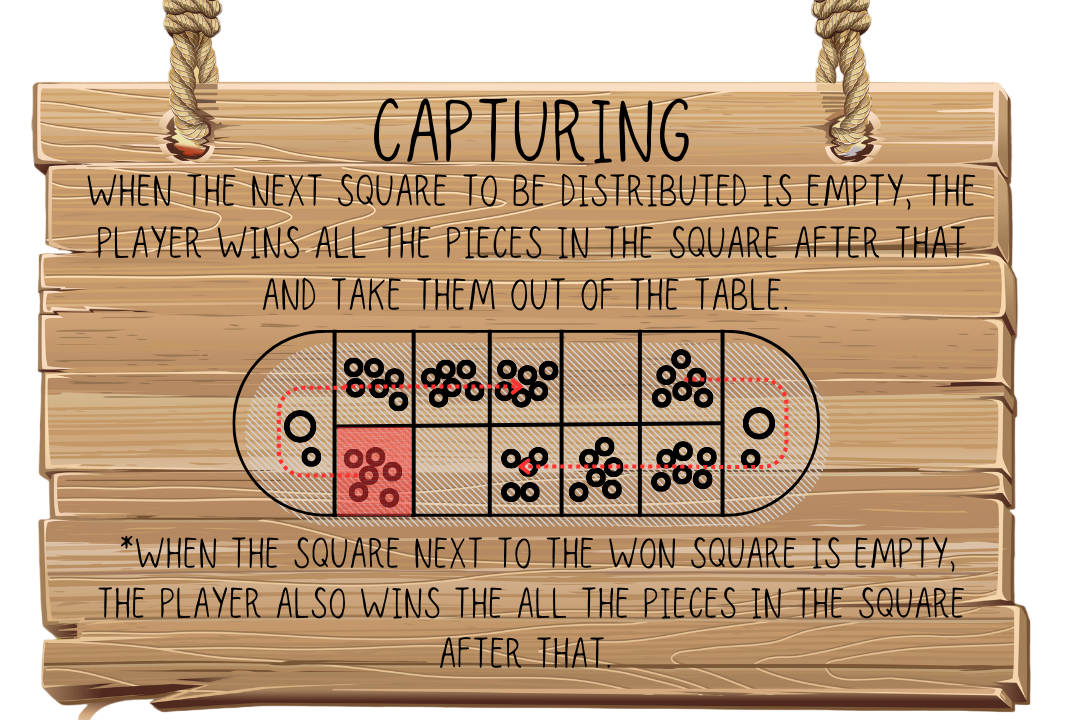 CAPTURING
WHEN THE NEXT SQUARE TO BE DISTRIBUTED IS EMPTY, THE
PLAYER WINS ALL THE PIECES IN THE SQUARE AFTER THAT
AND TAKE THEM OUT OF THE TABLE.
*WHEN THE SQUARE NEXT TO THE WON SQUARE IS EMPTY,
THE PLAYER ALSO WINS THE ALL THE PIECES IN THE SQUARE
AFTER THAT.